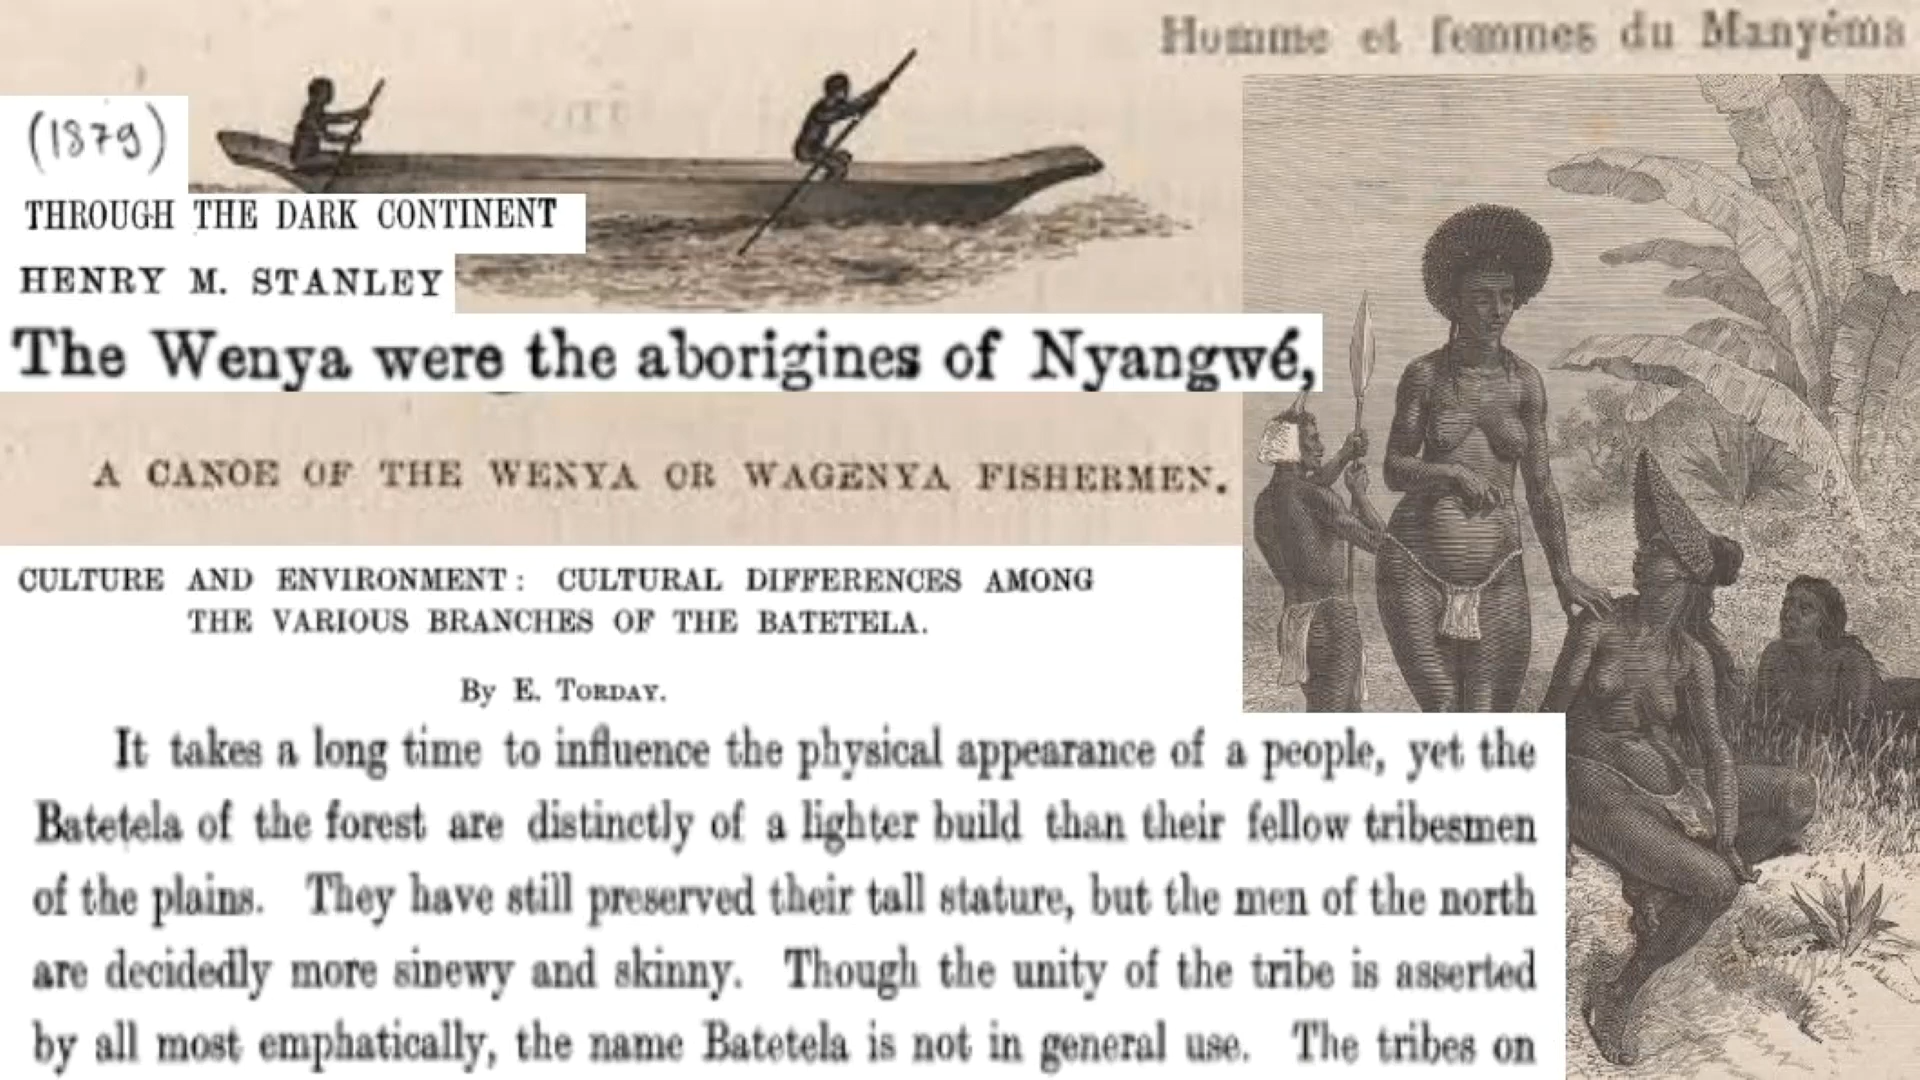 Homme et femmes du Manyéma
(1879)
THROUGH THE DARK CONTINENT
HENRY M. STANLEY
The Wenya were the aborigines of Nyangwé,
A CANOE OF THE WENYA OR WAGENYA FISHERMEN.
CULTURE AND ENVIRONMENT: CULTURAL DIFFERENCES AMONG
THE VARIOUS BRANCHES OF THE BATETELA.
By E. TORDAY.
It takes a long time to influence the physical appearance of a people, yet the
Batetela of the forest are distinctly of a lighter build than their fellow tribesmen
of the plains. They have still preserved their tall stature, but the men of the north
are decidedly more sinewy and skinny. Though the unity of the tribe is asserted
by all most emphatically, the name Batetela is not in general use. The tribes on